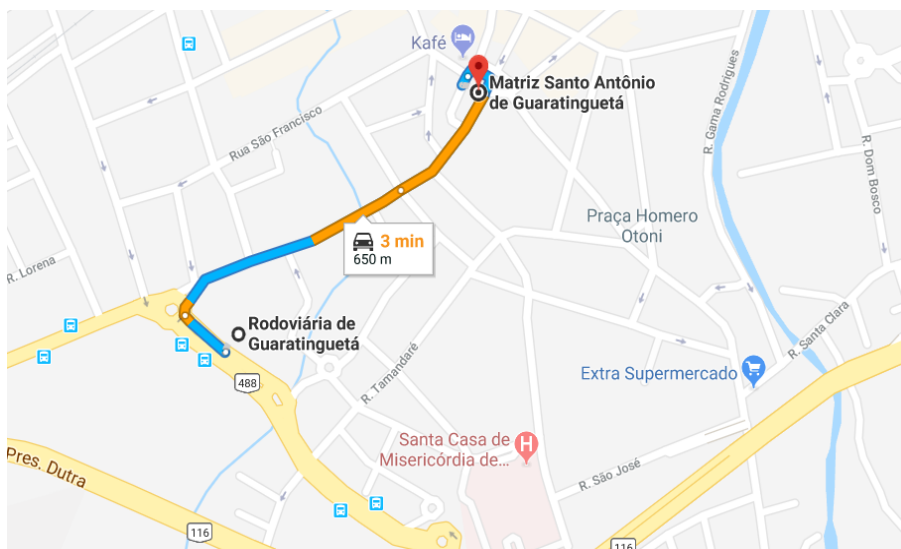 Kafé
Matriz Santo Antônio
de Guaratinguetá
R. Gama Rodrigues
Rua São Francisco
R. Dom Bosco
Praça Homero
Otoni
3 min
650 m
R. Lorena
Rodoviária de
Guaratinguetá
R. Santa Clara
R. Tamandaré
488
Extra Supermercado
Santa Casa de
Misericórdia de...
Pres. Dutra
R. São José
116
116